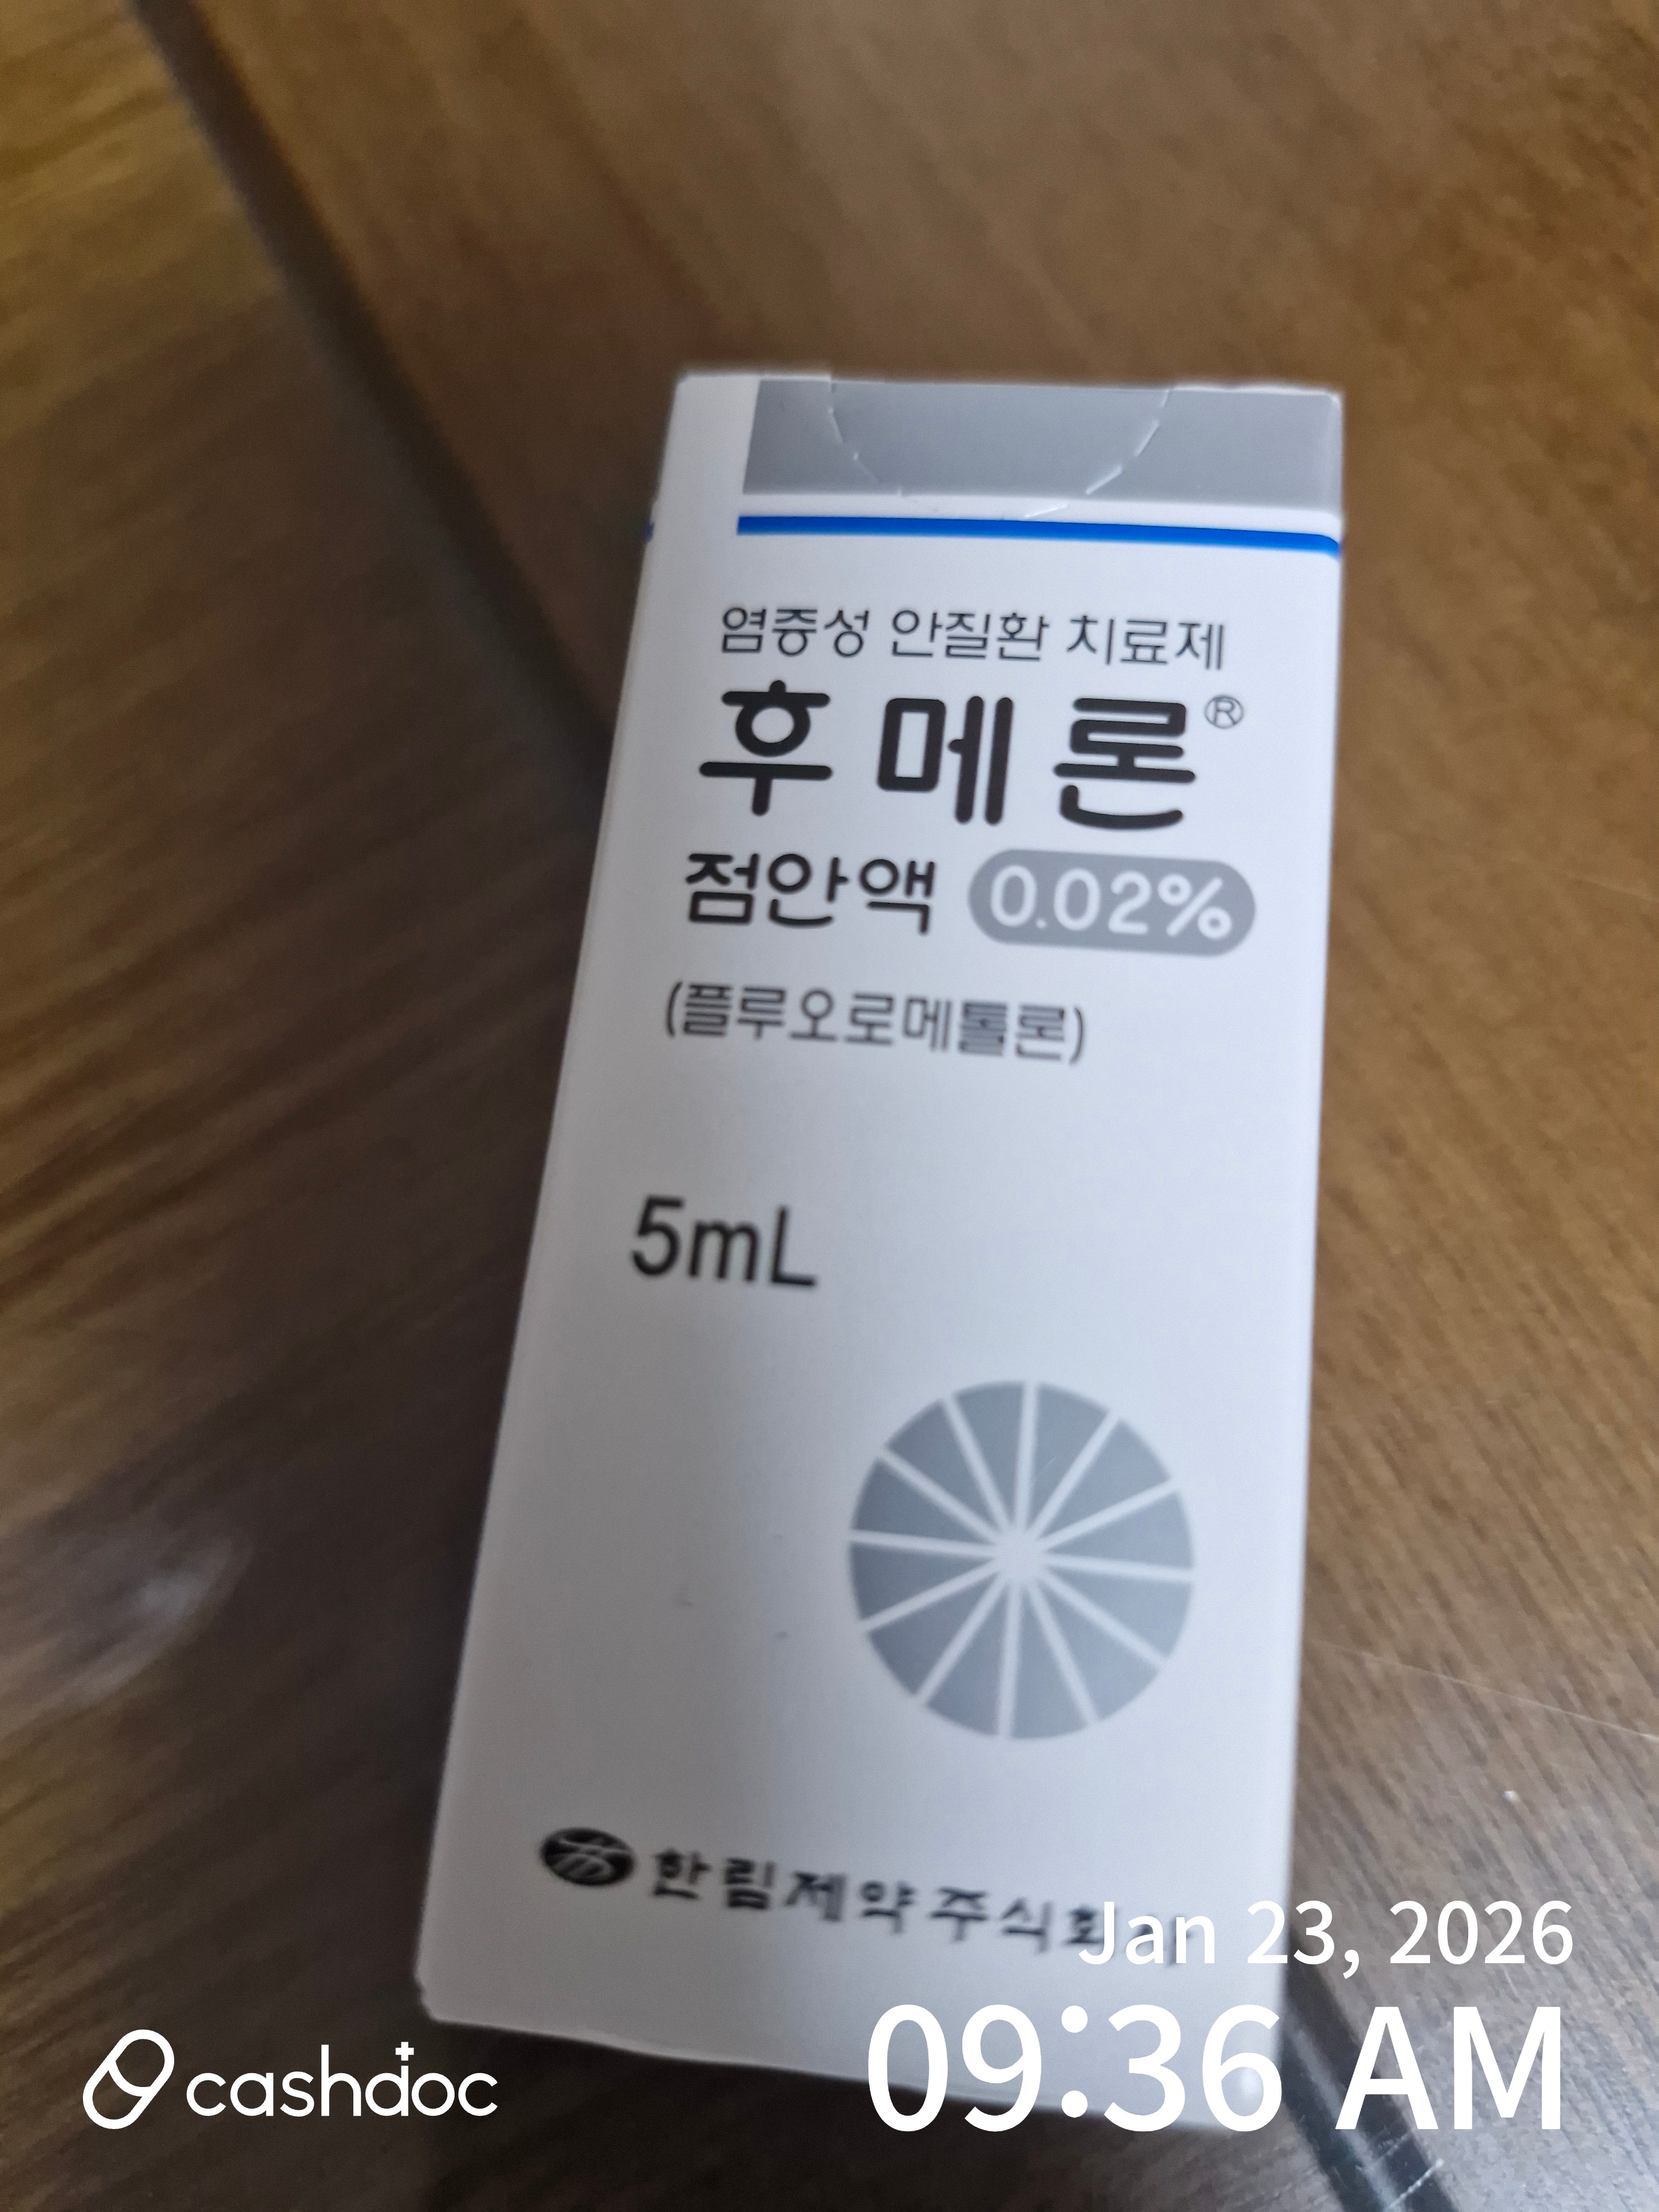 염증성 안질환 치료제
후메론®
점안액 0.02%
(플루오로메톨론)
5mL
한림제약 주식회사
Jan 23, 2026
09:36 AM
cashdoc